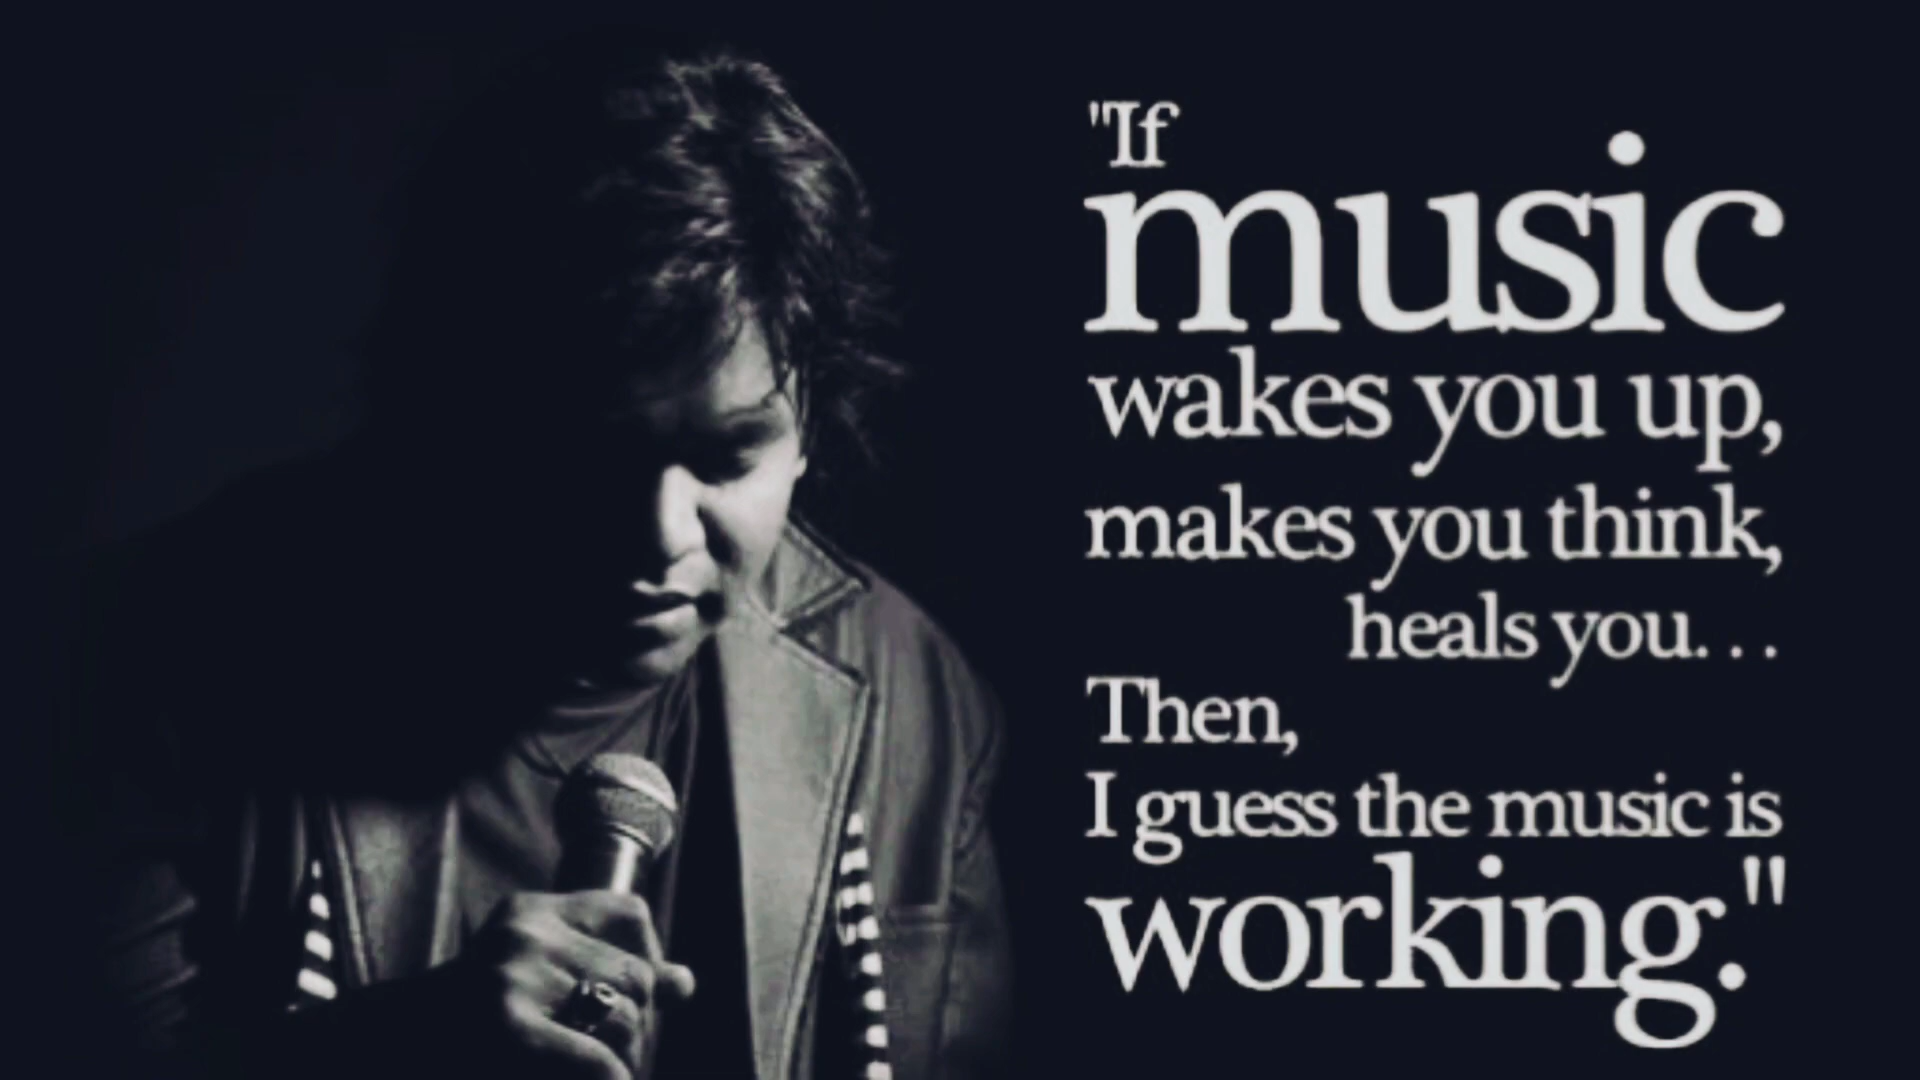 "If
music
wakes you up,
makes you think,
heals you...
Then,
I guess the music is
working."